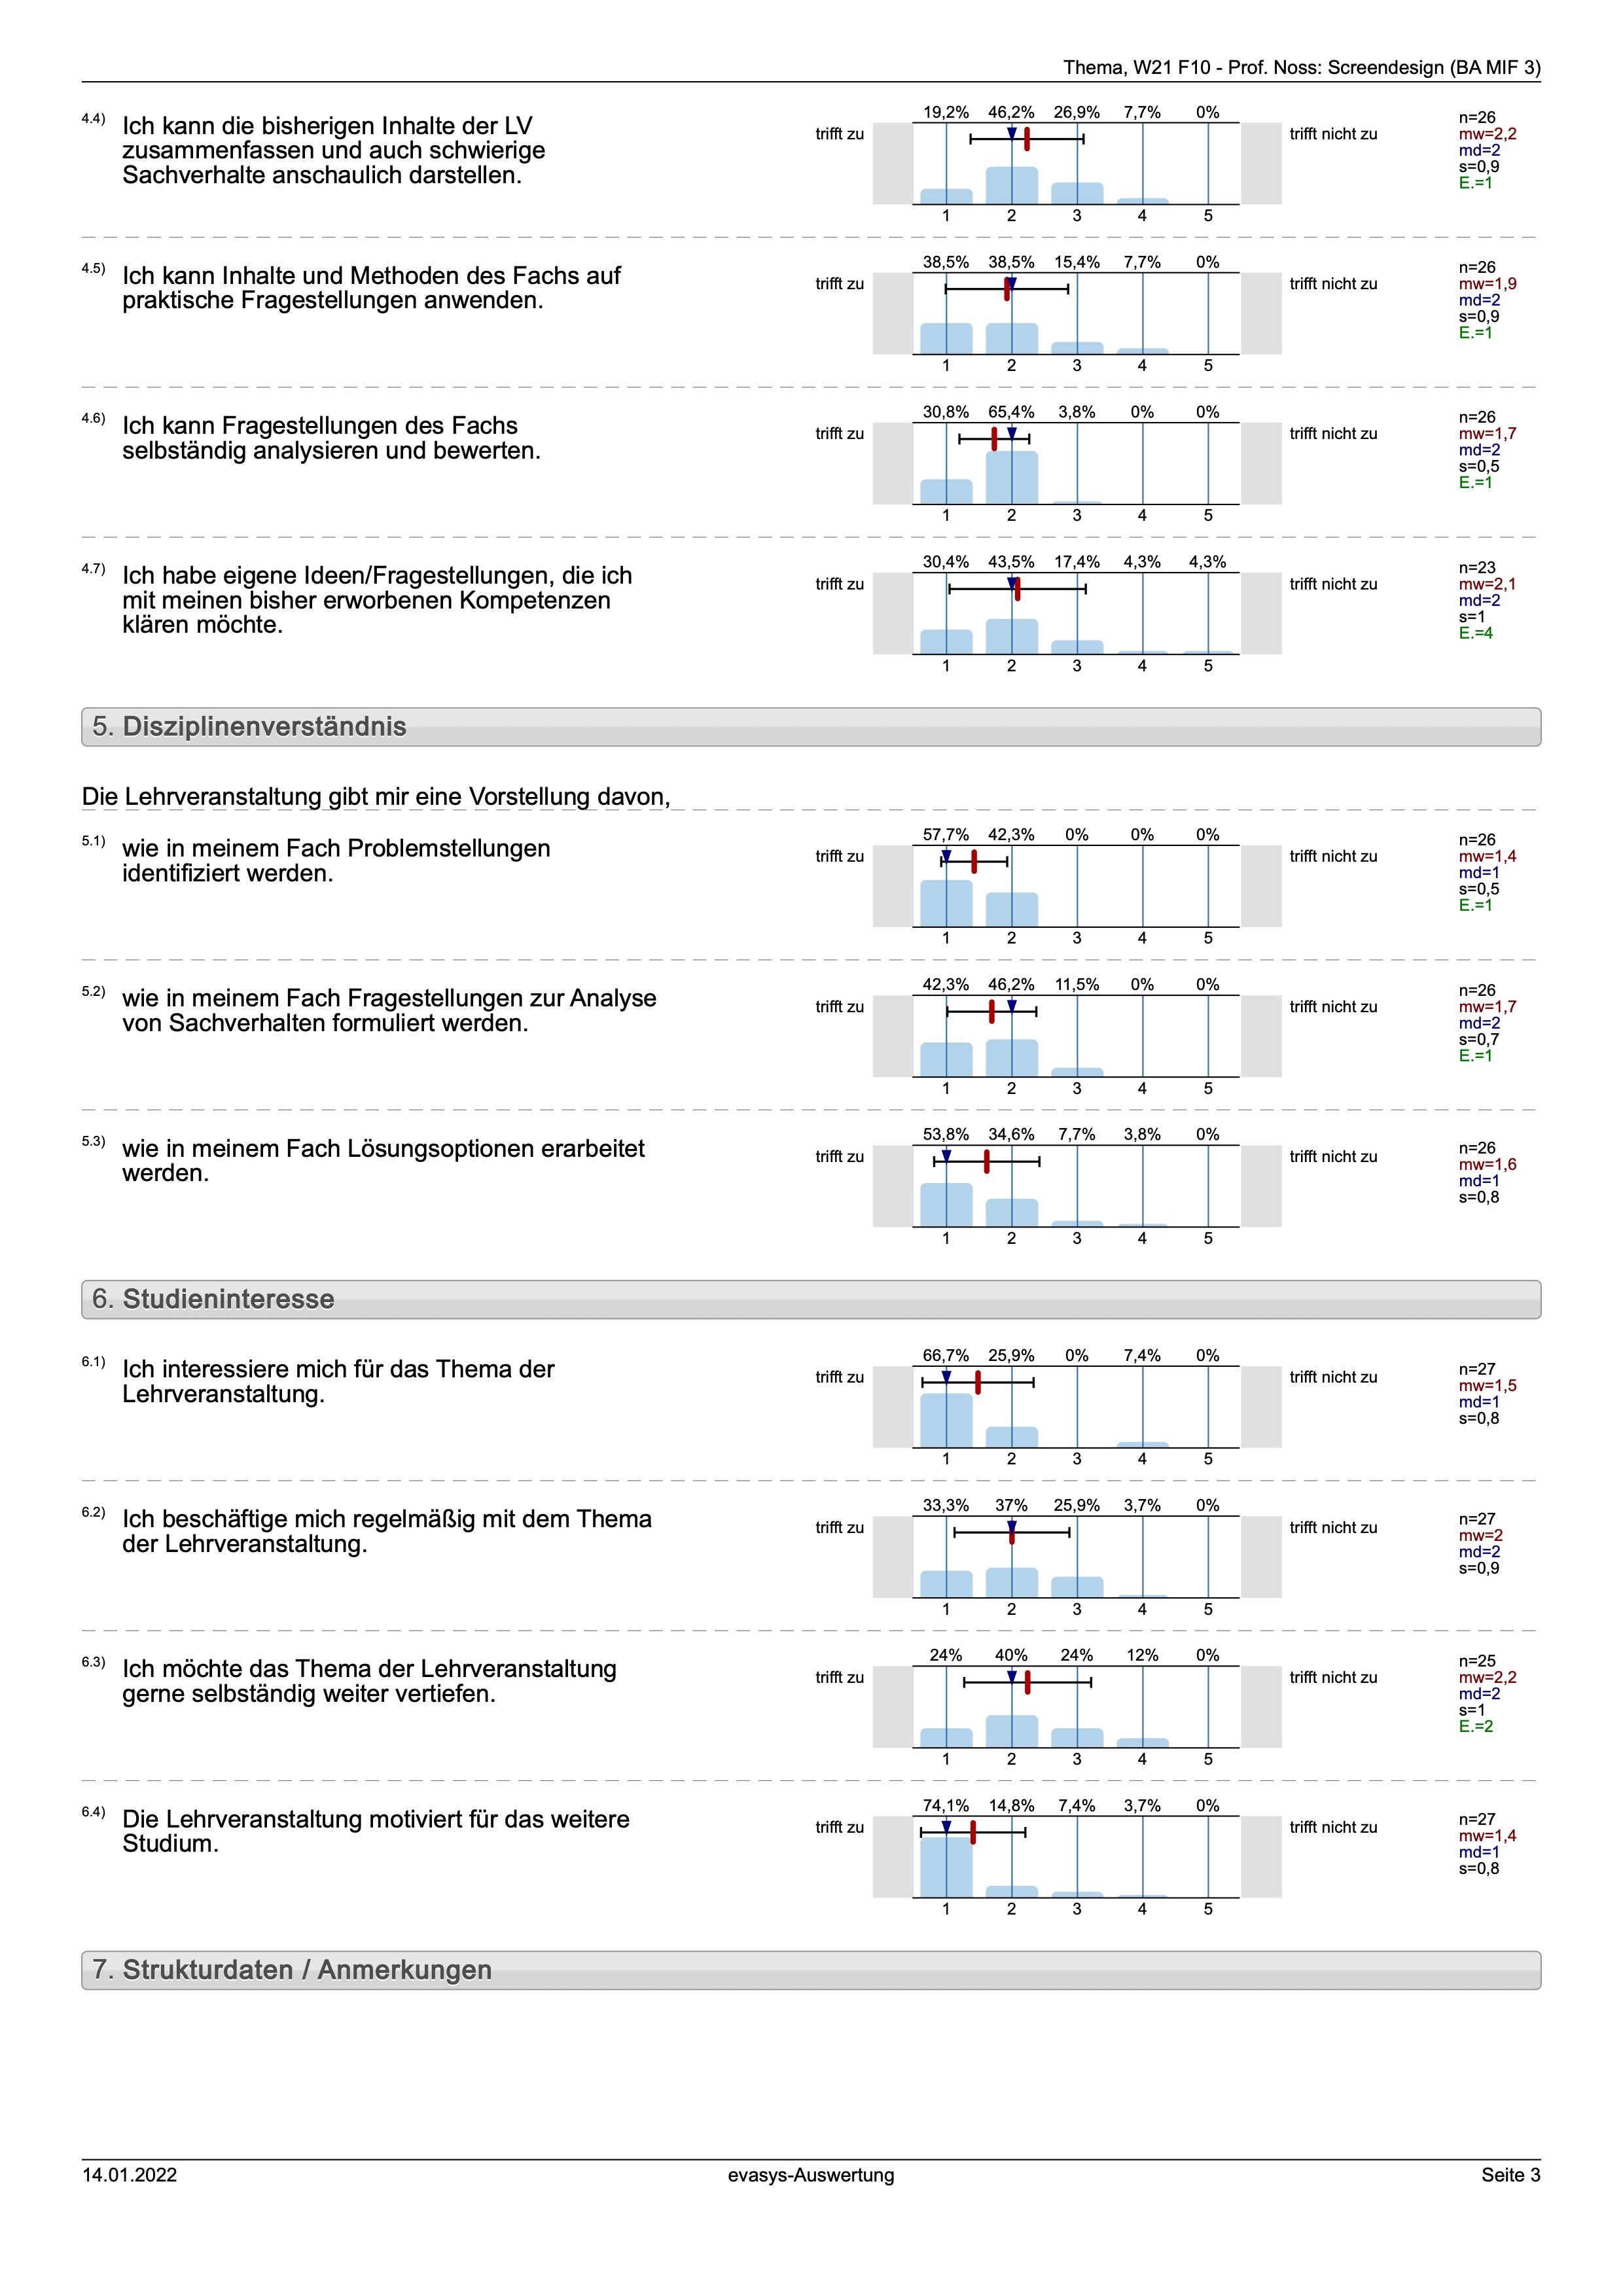 Thema, W21 F10 - Prof. Noss: Screendesign (BA MIF 3)
4.4) Ich kann die bisherigen Inhalte der LV
zusammenfassen und auch schwierige
Sachverhalte anschaulich darstellen.
19,2% 46,2% 26,9% 7,7% 0%
trifft zu trifft nicht zu
1 2 3 4 5
n=26
mw=2,2
md=2
s=0,9
E.=1
4.5) Ich kann Inhalte und Methoden des Fachs auf
praktische Fragestellungen anwenden.
38,5% 38,5% 15,4% 7,7% 0%
trifft zu trifft nicht zu
1 2 3 4 5
n=26
mw=1,9
md=2
s=0,9
E.=1
4.6) Ich kann Fragestellungen des Fachs
selbständig analysieren und bewerten.
30,8% 65,4% 3,8% 0% 0%
trifft zu trifft nicht zu
1 2 3 4 5
n=26
mw=1,7
md=2
s=0,5
E.=1
4.7) Ich habe eigene Ideen/Fragestellungen, die ich
mit meinen bisher erworbenen Kompetenzen
klären möchte.
30,4% 43,5% 17,4% 4,3% 4,3%
trifft zu trifft nicht zu
1 2 3 4 5
n=23
mw=2,1
md=2
s=1
E.=4
5. Disziplinenverständnis
Die Lehrveranstaltung gibt mir eine Vorstellung davon,
5.1) wie in meinem Fach Problemstellungen
identifiziert werden.
57,7% 42,3% 0% 0% 0%
trifft zu trifft nicht zu
1 2 3 4 5
n=26
mw=1,4
md=1
s=0,5
E.=1
5.2) wie in meinem Fach Fragestellungen zur Analyse
von Sachverhalten formuliert werden.
42,3% 46,2% 11,5% 0% 0%
trifft zu trifft nicht zu
1 2 3 4 5
n=26
mw=1,7
md=2
s=0,7
E.=1
5.3) wie in meinem Fach Lösungsoptionen erarbeitet
werden.
53,8% 34,6% 7,7% 3,8% 0%
trifft zu trifft nicht zu
1 2 3 4 5
n=26
mw=1,6
md=1
s=0,8
6. Studieninteresse
6.1) Ich interessiere mich für das Thema der
Lehrveranstaltung.
66,7% 25,9% 0% 7,4% 0%
trifft zu trifft nicht zu
1 2 3 4 5
n=27
mw=1,5
md=1
s=0,8
6.2) Ich beschäftige mich regelmäßig mit dem Thema
der Lehrveranstaltung.
33,3% 37% 25,9% 3,7% 0%
trifft zu trifft nicht zu
1 2 3 4 5
n=27
mw=2
md=2
s=0,9
6.3) Ich möchte das Thema der Lehrveranstaltung
gerne selbständig weiter vertiefen.
24% 40% 24% 12% 0%
trifft zu trifft nicht zu
1 2 3 4 5
n=25
mw=2,2
md=2
s=1
E.=2
6.4) Die Lehrveranstaltung motiviert für das weitere
Studium.
74,1% 14,8% 7,4% 3,7% 0%
trifft zu trifft nicht zu
1 2 3 4 5
n=27
mw=1,4
md=1
s=0,8
7. Strukturdaten / Anmerkungen
14.01.2022 evasys-Auswertung Seite 3